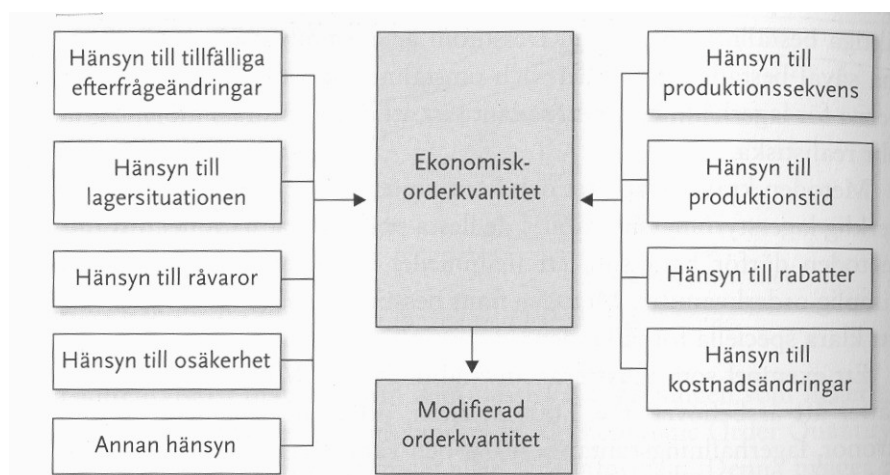 Hänsyn till tillfälliga
efterfrågeändringar
Hänsyn till
lagersituationen
Hänsyn till råvaror
Hänsyn till osäkerhet
Annan hänsyn
Ekonomisk-
orderkvantitet
Modifierad
orderkvantitet
Hänsyn till
produktionssekvens
Hänsyn till
produktionstid
Hänsyn till rabatter
Hänsyn till
kostnadsändringar